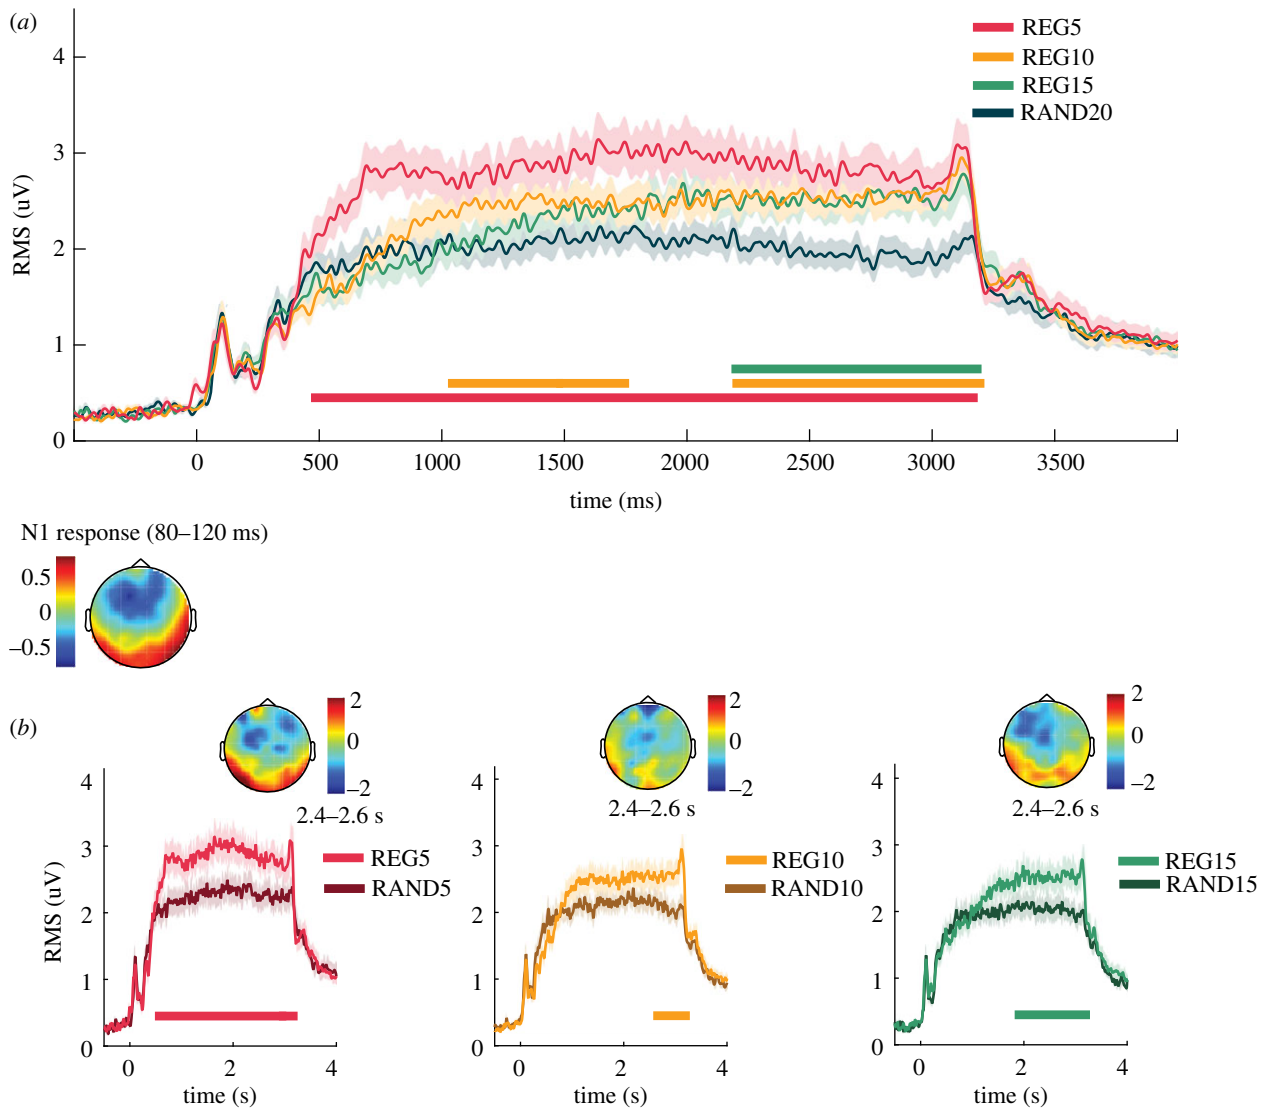 (a)
REG5
REG10
REG15
RAND20
RMS (uV)
4
3
2
1
0
0 500 1000 1500 2000 2500 3000 3500
time (ms)
N1 response (80–120 ms)
0.5
0
–0.5
(b)
2
0
–2
2.4–2.6 s
REG5
RAND5
RMS (uV)
4
3
2
1
0
0 2 4
time (s)
2
0
–2
2.4–2.6 s
REG10
RAND10
4
3
2
1
0
0 2 4
time (s)
2
0
–2
2.4–2.6 s
REG15
RAND15
4
3
2
1
0
0 2 4
time (s)